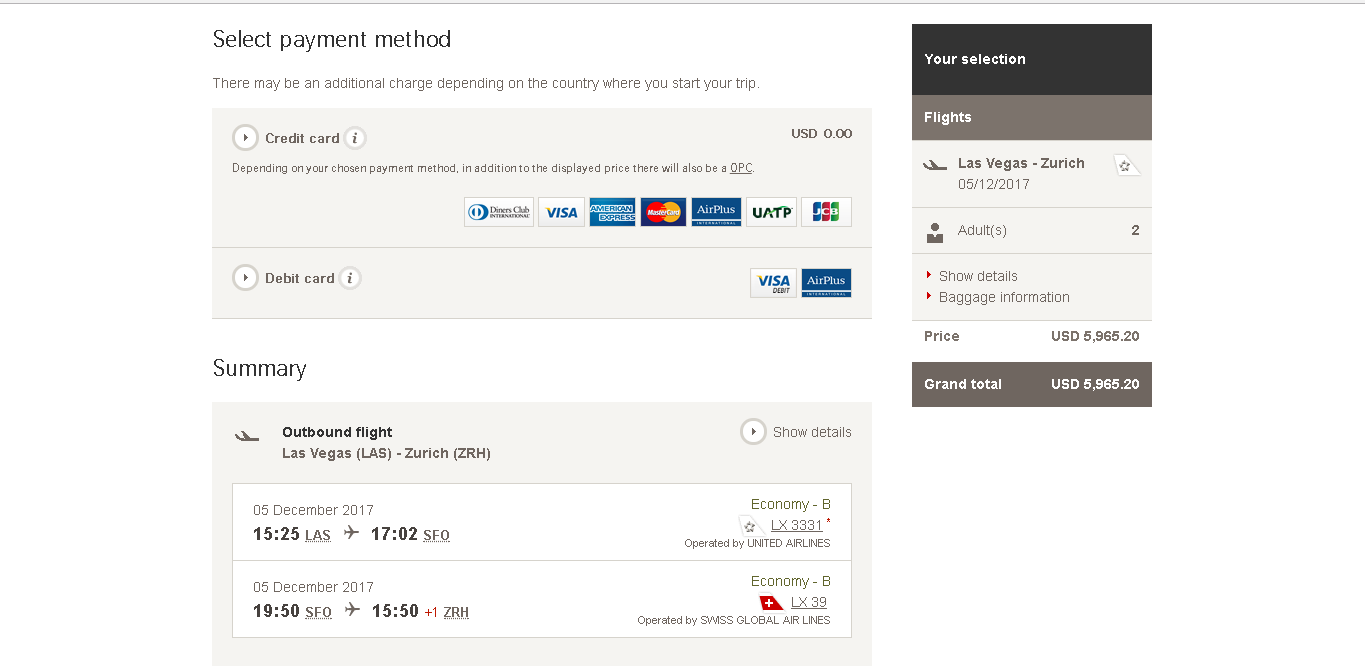 Select payment method
There may be an additional charge depending on the country where you start your trip.
Credit card i
USD 0.00
Depending on your chosen payment method, in addition to the displayed price there will also be a OPC.
Diners Club INTERNATIONAL VISA AMERICAN EXPRESS MasterCard AirPlus INTERNATIONAL UATP JCB
Debit card i
VISA DEBIT AirPlus INTERNATIONAL
Summary
Outbound flight
Show details
Las Vegas (LAS) - Zurich (ZRH)
05 December 2017
Economy - B
15:25 LAS 17:02 SFO
LX 3331 *
Operated by UNITED AIRLINES
05 December 2017
Economy - B
19:50 SFO 15:50 +1 ZRH
LX 39
Operated by SWISS GLOBAL AIR LINES
Your selection
Flights
Las Vegas - Zurich
05/12/2017
Adult(s) 2
Show details
Baggage information
Price USD 5,965.20
Grand total USD 5,965.20